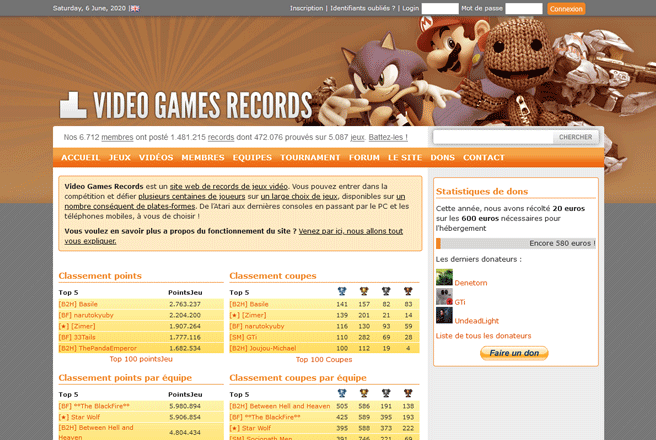 Saturday, 6 June, 2020 |
Inscription | Identifiants oubliés ? | Login
Mot de passe
Connexion
VIDEO GAMES RECORDS
Nos 6.712 membres ont posté 1.481.215 records dont 472.076 prouvés sur 5.087 jeux. Battez-les !
CHERCHER
ACCUEIL JEUX VIDÉOS MEMBRES EQUIPES TOURNAMENT FORUM LE SITE DONS CONTACT
Video Games Records est un site web de records de jeux vidéo. Vous pouvez entrer dans la
compétition et défier plusieurs centaines de joueurs sur un large choix de jeux, disponibles sur un
nombre conséquent de plates-formes. De l'Atari aux dernières consoles en passant par le PC et les
téléphones mobiles, à vous de choisir !
Vous voulez en savoir plus a propos du fonctionnement du site ? Venez par ici, nous allons tout
vous expliquer.
Classement points
Top 5 PointsJeu
[B2H] Basile 2.763.237
[BF] narutokyuby 2.204.200
[★] [Zimer] 1.907.264
[BF] 33Tails 1.777.116
[B2H] ThePandaEmperor 1.682.534
Top 100 pointsJeu
Classement coupes
Top 5
[B2H] Basile 141 157 82 83
[★] [Zimer] 139 201 21 14
[BF] narutokyuby 116 130 93 59
[SM] GTi 110 282 69 28
[B2H] Joujou-Michael 100 112 19 4
Top 100 Coupes
Classement points par équipe
Top 5 PointsJeu
[BF] **The BlackFire** 5.980.894
[★] Star Wolf 5.906.854
[B2H] Between Hell and
Heaven 4.804.434
Classement coupes par équipe
Top 5
[B2H] Between Hell and Heaven 505 586 191 138
[BF] **The BlackFire** 425 589 395 193
[★] Star Wolf 395 588 373 222
[SM] Sociopath Men 391 746 221 69
Statistiques de dons
Cette année, nous avons récolté 20 euros
sur les 600 euros nécessaires pour
l'hébergement
Encore 580 euros !
Les derniers donateurs :
Denetorn
GTi
UndeadLight
Liste de tous les donateurs
Faire un don